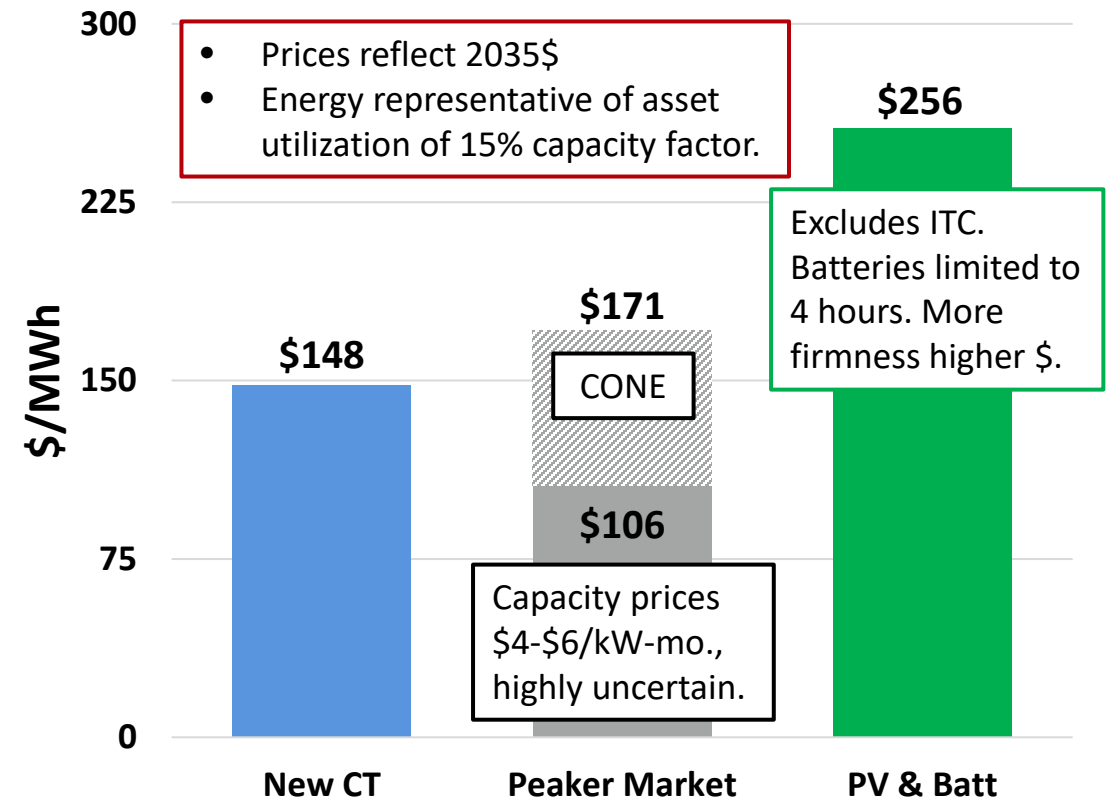 300
• Prices reflect 2035$
• Energy representative of asset
utilization of 15% capacity factor.
$256
225
Excludes ITC.
Batteries limited to
4 hours. More
firmness higher $.
$/MWh
$171
$148
150
CONE
$106
75
Capacity prices
$4-$6/kW-mo.,
highly uncertain.
0
New CT
Peaker Market
PV & Batt